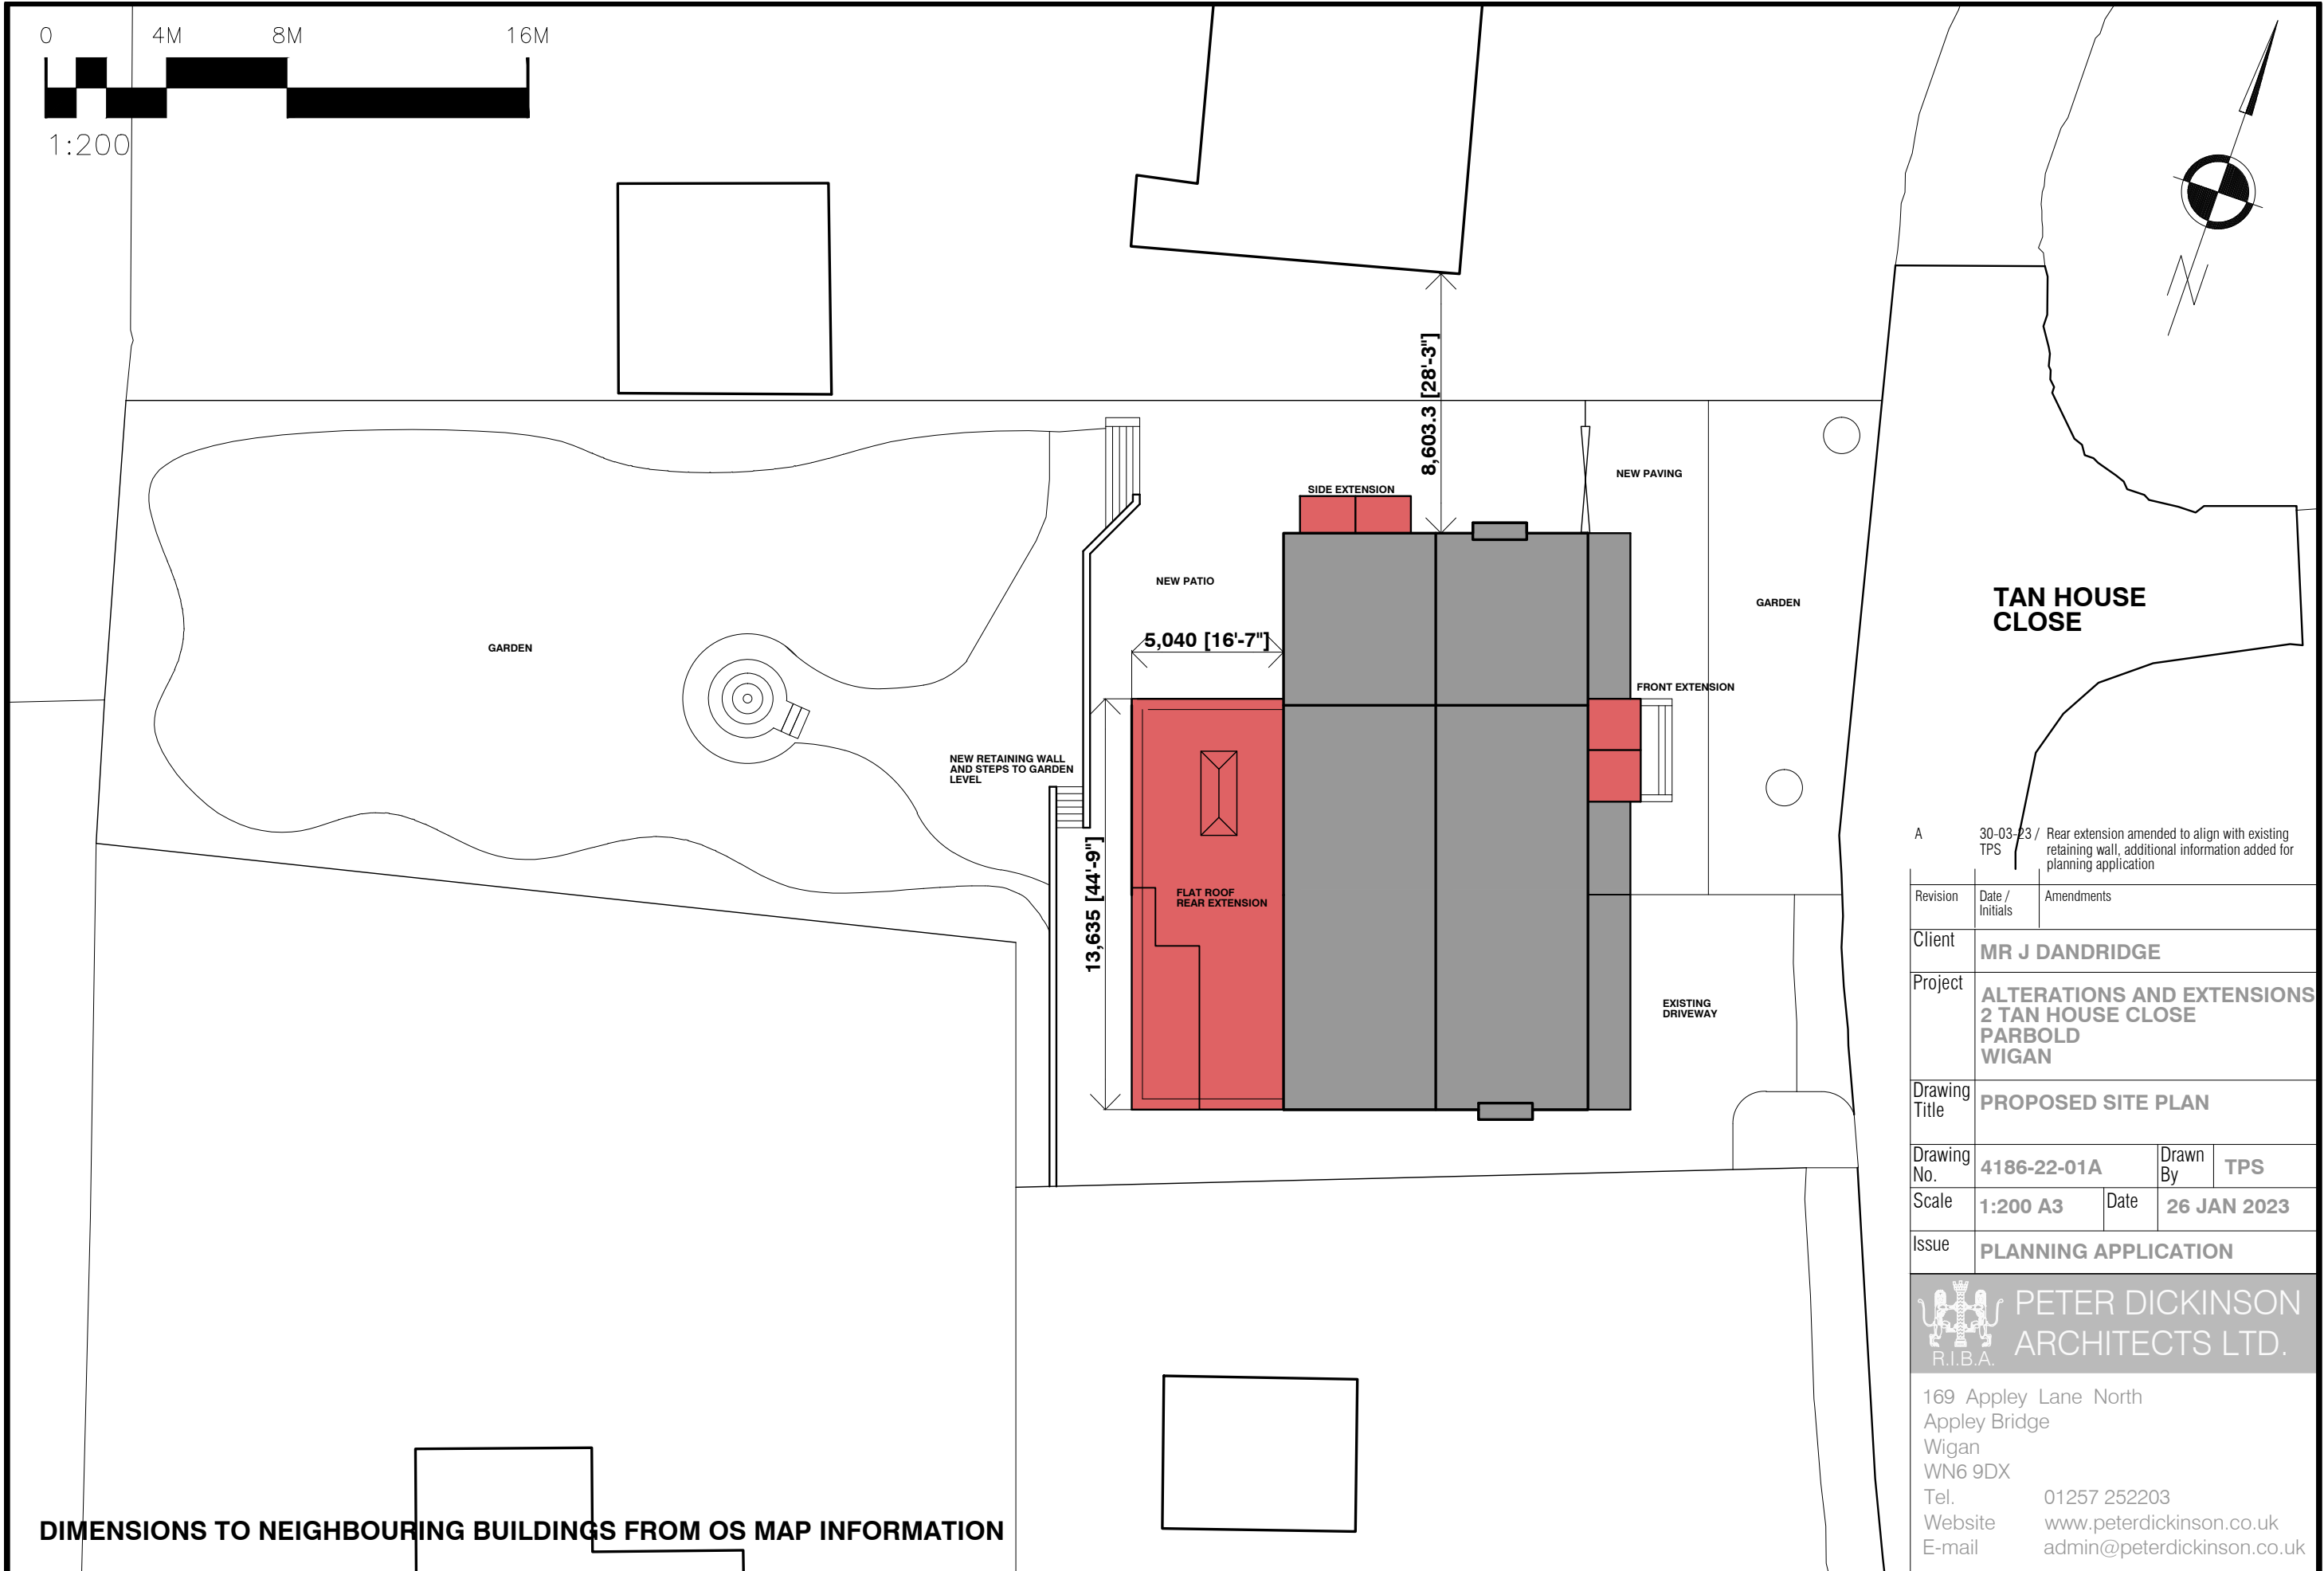 0 4M 8M 16M
1:200
N
8,603.3 [28'-3"]
SIDE EXTENSION
NEW PAVING
NEW PATIO
GARDEN
TAN HOUSE
CLOSE
5,040 [16'-7"]
GARDEN
FRONT EXTENSION
NEW RETAINING WALL
AND STEPS TO GARDEN
LEVEL
13,635 [44'-9"]
FLAT ROOF
REAR EXTENSION
EXISTING
DRIVEWAY
DIMENSIONS TO NEIGHBOURING BUILDINGS FROM OS MAP INFORMATION
A 30-03-23 / Rear extension amended to align with existing
TPS retaining wall, additional information added for
planning application
Revision Date / Amendments
Initials
Client MR J DANDRIDGE
Project ALTERATIONS AND EXTENSIONS
2 TAN HOUSE CLOSE
PARBOLD
WIGAN
Drawing
Title PROPOSED SITE PLAN
Drawing
No. 4186-22-01A Drawn
By TPS
Scale 1:200 A3 Date 26 JAN 2023
Issue PLANNING APPLICATION
PETER DICKINSON
ARCHITECTS LTD.
R.I.B.A.
169 Appley Lane North
Appley Bridge
Wigan
WN6 9DX
Tel. 01257 252203
Website www.peterdickinson.co.uk
E-mail admin@peterdickinson.co.uk